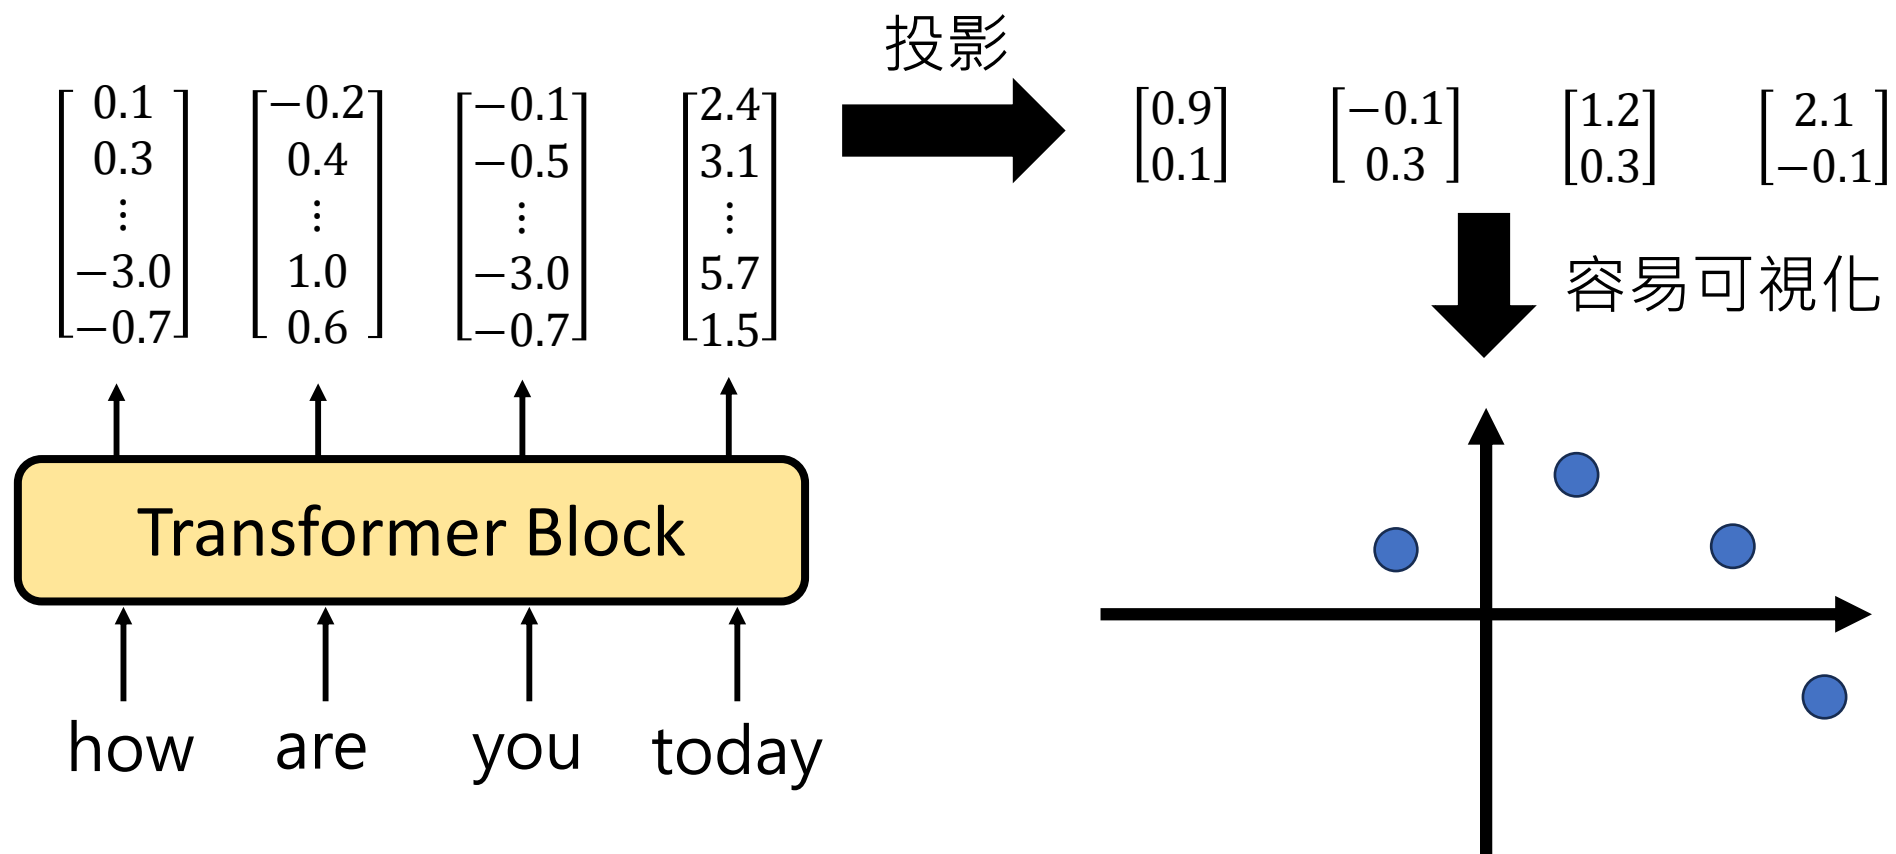 投影
0.1 -0.2 -0.1 2.4 0.9 -0.1 1.2 2.1
0.3 0.4 -0.5 3.1 0.1 0.3 0.3 -0.1
⋮ ⋮ ⋮ ⋮
-3.0 1.0 -3.0 5.7
-0.7 0.6 -0.7 1.5
容易可視化
Transformer Block
how are you today